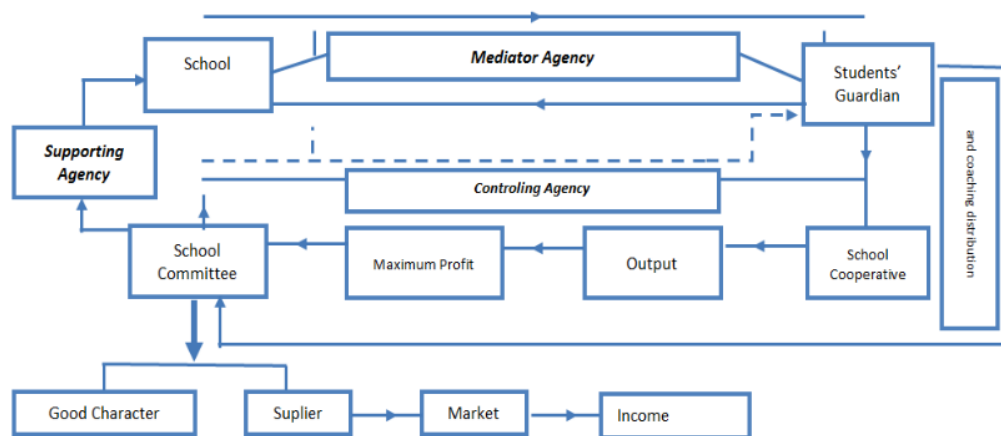 School
Mediator Agency
Students'
Guardian
Supporting
Agency
and coaching distribution
Controling Agency
School
Committee
Maximum Profit
Output
School
Cooperative
Good Character
Suplier
Market
Income